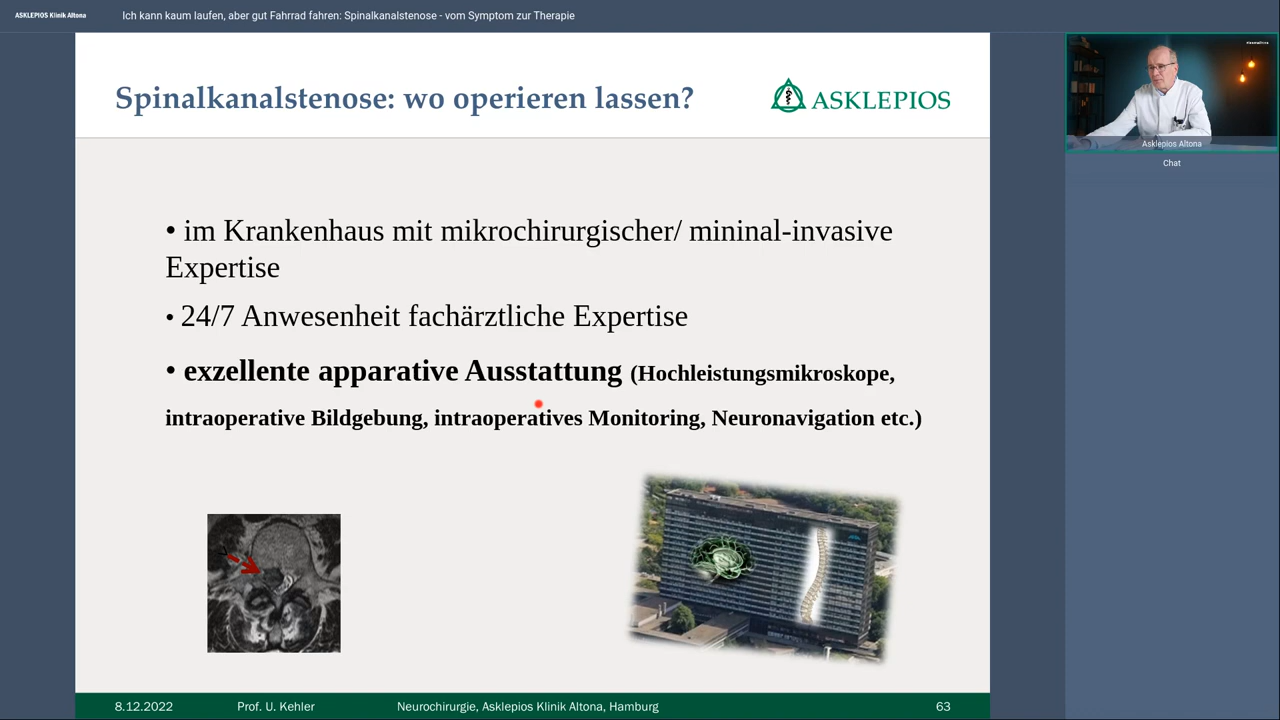 ASKLEPIOS Klinik Altona
Ich kann kaum laufen, aber gut Fahrrad fahren: Spinalkanalstenose - vom Symptom zur Therapie
Spinalkanalstenose: wo operieren lassen?
ASKLEPIOS
• im Krankenhaus mit mikrochirurgischer/ mininal-invasive
Expertise
• 24/7 Anwesenheit fachärztliche Expertise
• exzellente apparative Ausstattung (Hochleistungsmikroskope,
intraoperative Bildgebung, intraoperatives Monitoring, Neuronavigation etc.)
8.12.2022 Prof. U. Kehler Neurochirurgie, Asklepios Klinik Altona, Hamburg 63
Asklepios Altona
Chat